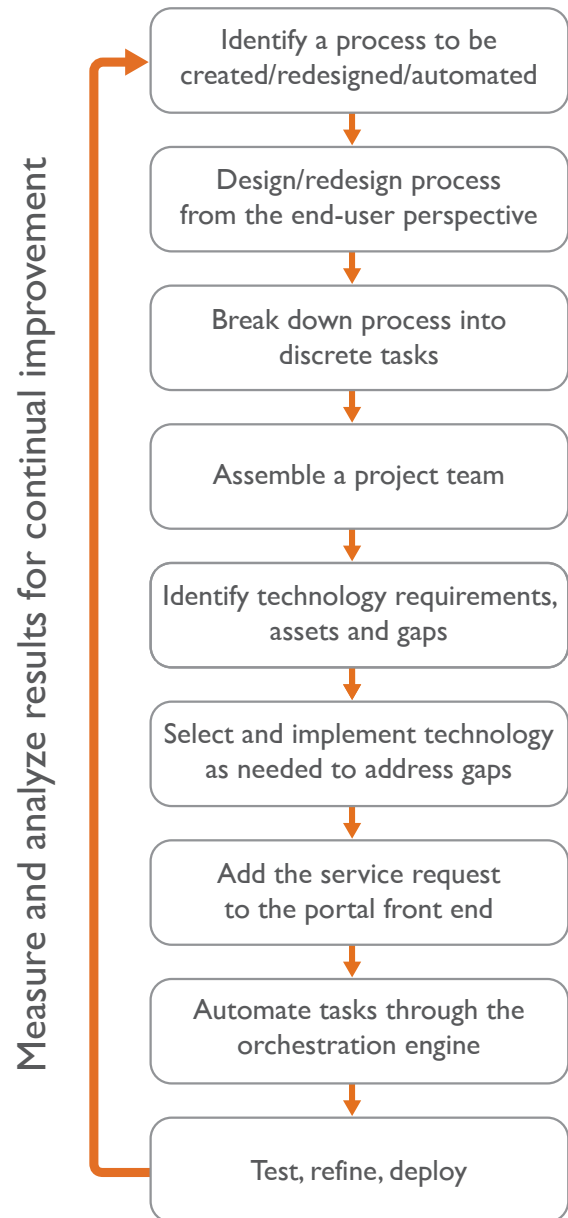 Identify a process to be
created/redesigned/automated
Design/redesign process
from the end-user perspective
Break down process into
discrete tasks
Assemble a project team
Identify technology requirements,
assets and gaps
Select and implement technology
as needed to address gaps
Add the service request
to the portal front end
Automate tasks through the
orchestration engine
Test, refine, deploy
Measure and analyze results for continual improvement